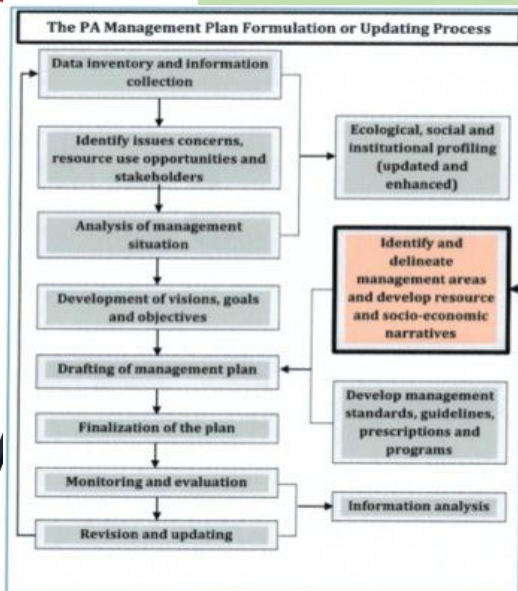 The PA Management Plan Formulation or Updating Process
Data inventory and information
collection
Identify issues concerns,
resource use opportunities and
stakeholders
Analysis of management
situation
Development of visions, goals
and objectives
Drafting of management plan
Finalization of the plan
Monitoring and evaluation
Revision and updating
Ecological, social and
institutional profiling
(updated and
enhanced)
Identify and
delineate
management areas
and develop resource
and socio-economic
narratives
Develop management
standards, guidelines,
prescriptions and
programs
Information analysis